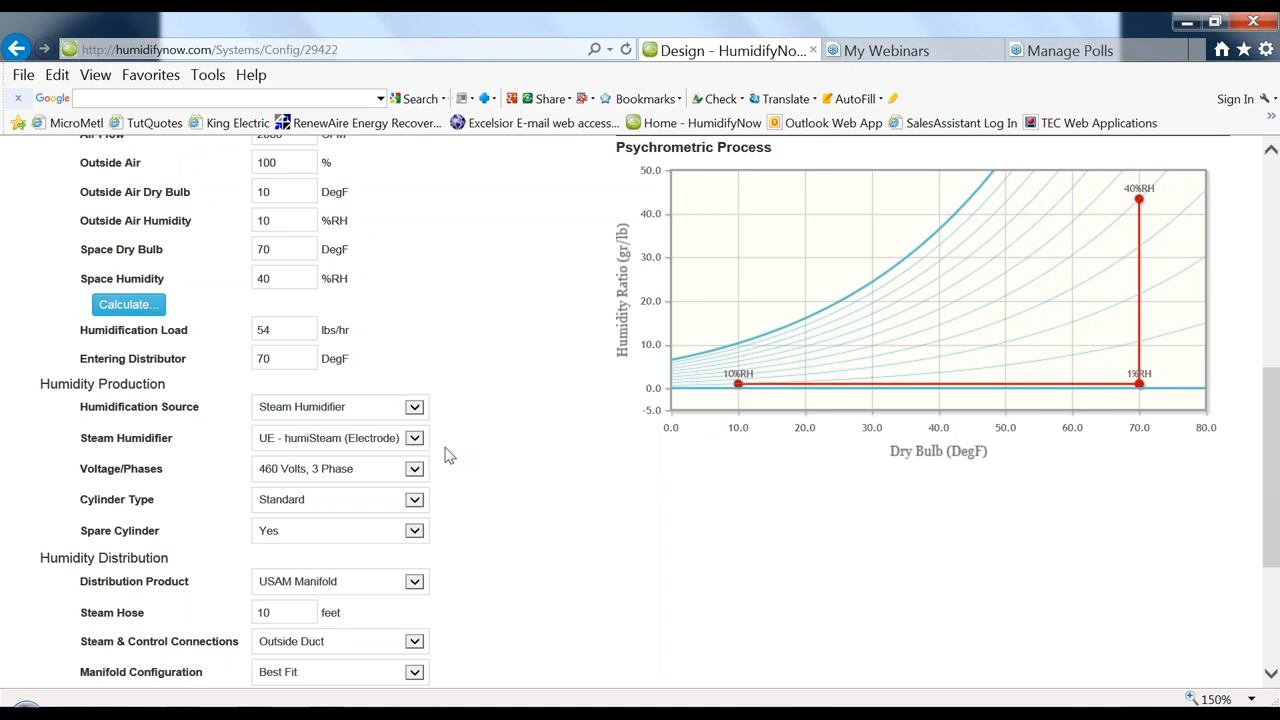 http://humidifynow.com/Systems/Config/29422
Design - HumidifyNo...
My Webinars
Manage Polls
File Edit View Favorites Tools Help
x Google Search Share Bookmarks Check Translate AutoFill Sign In
MicroMetl TutQuotes King Electric RenewAire Energy Recover... Excelsior E-mail web access... Home - HumidifyNow Outlook Web App SalesAssistant Log In TEC Web Applications
Air Flow
Psychrometric Process
Outside Air 100 %
Outside Air Dry Bulb 10 DegF
Outside Air Humidity 10 %RH
Space Dry Bulb 70 DegF
Space Humidity 40 %RH
Calculate...
Humidification Load 54 lbs/hr
Entering Distributor 70 DegF
Humidity Production
Humidification Source Steam Humidifier
Steam Humidifier UE - humiSteam (Electrode)
Voltage/Phases 460 Volts, 3 Phase
Cylinder Type Standard
Spare Cylinder Yes
Humidity Distribution
Distribution Product USAM Manifold
Steam Hose 10 feet
Steam & Control Connections Outside Duct
Manifold Configuration Best Fit
Humidity Ratio (gr/lb)
50.0
40.0
30.0
20.0
10.0
0.0
-5.0
40%RH
10%RH
1%RH
0.0 10.0 20.0 30.0 40.0 50.0 60.0 70.0 80.0
Dry Bulb (DegF)
150%